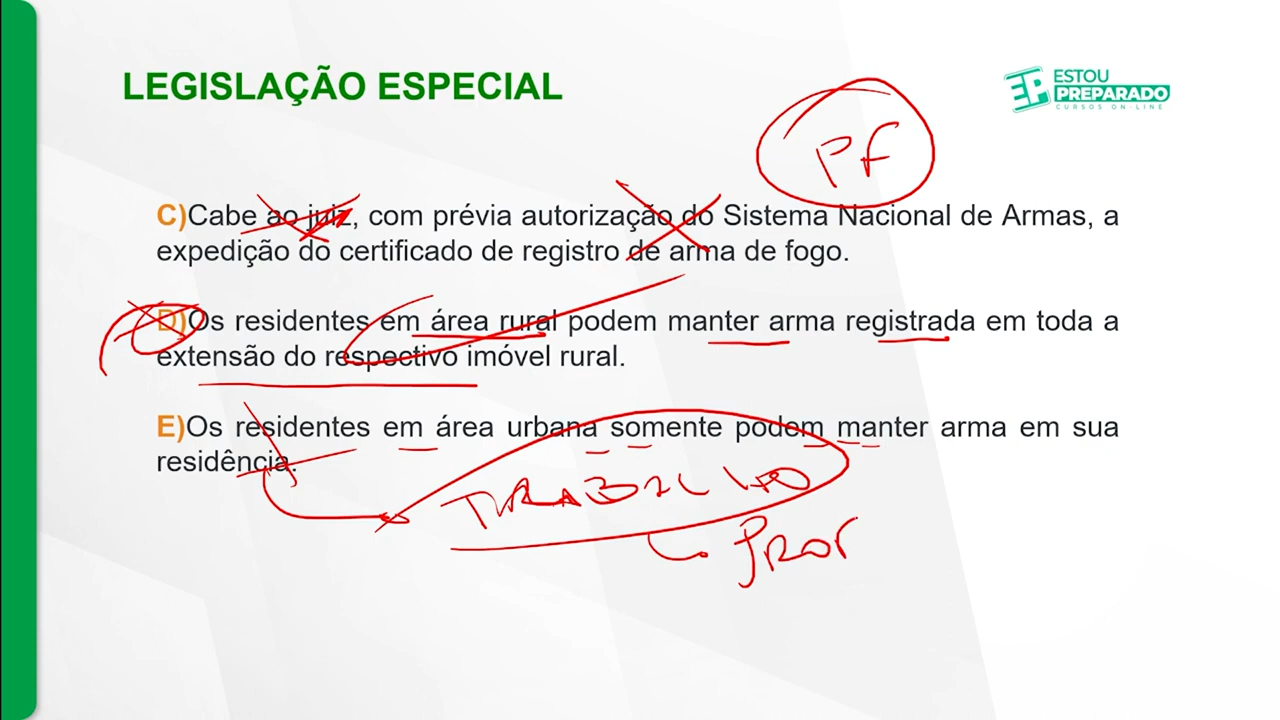 LEGISLAÇÃO ESPECIAL
ESTOU
PREPARADO
CURSOS ON-LINE
PF
C)Cabe ao juiz, com prévia autorização do Sistema Nacional de Armas, a
expedição do certificado de registro de arma de fogo.
D)Os residentes em área rural podem manter arma registrada em toda a
extensão do respectivo imóvel rural.
E)Os residentes em área urbana somente podem manter arma em sua
residência.
TRABALHO
PROP